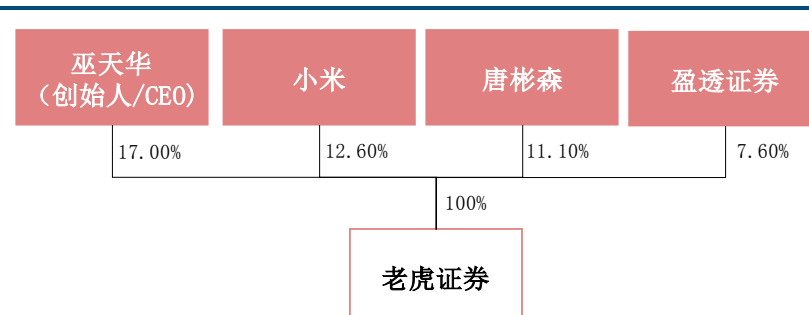 巫天华
（创始人/CEO)
小米
唐彬森
盈透证券
17.00%
12.60%
11.10%
7.60%
100%
老虎证券